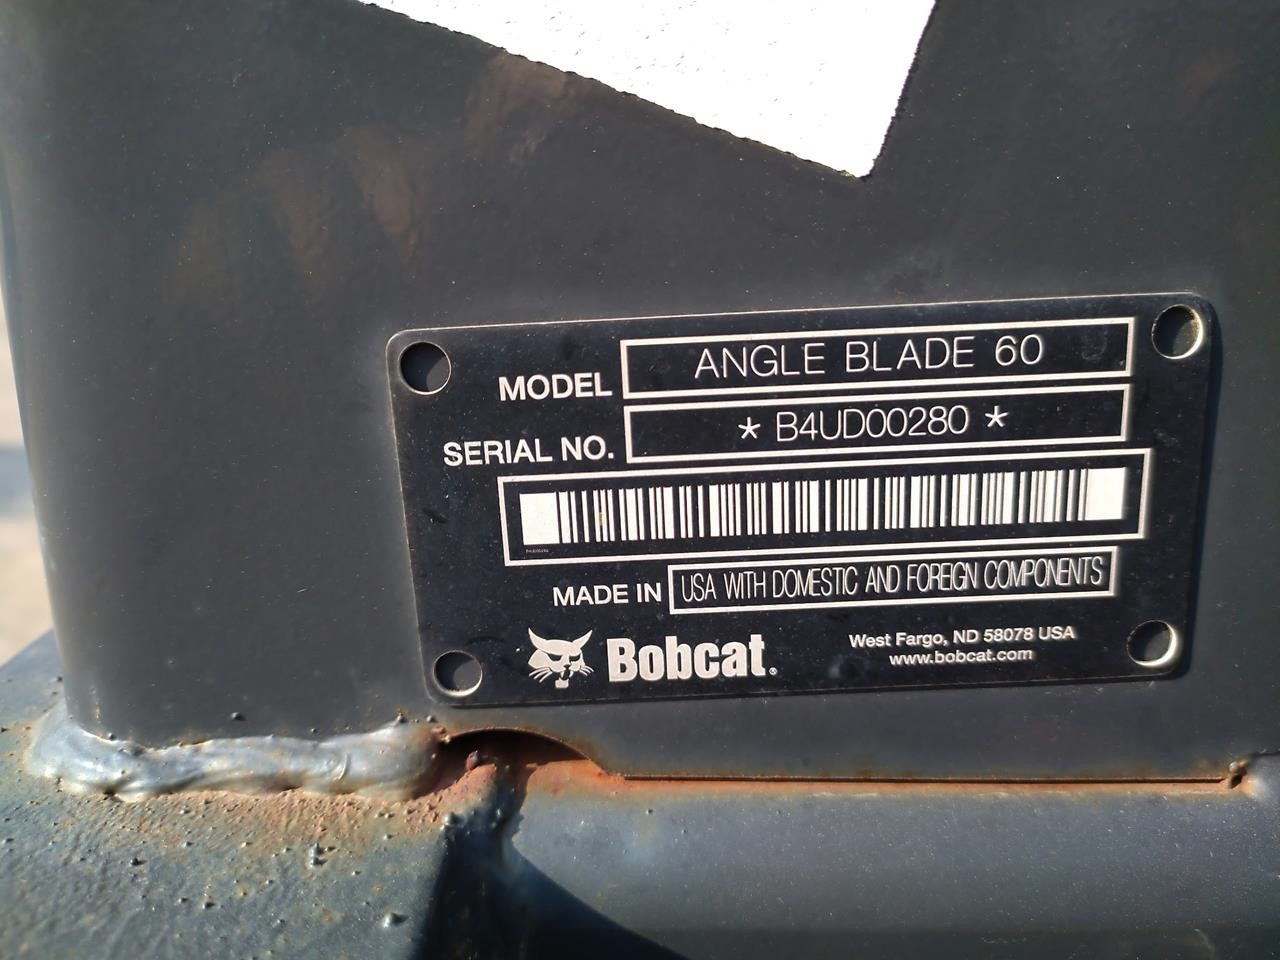 MODEL ANGLE BLADE 60
SERIAL NO. * B4UD00280 *
MADE IN USA WITH DOMESTIC AND FOREIGN COMPONENTS
Bobcat®
West Fargo, ND 58078 USA
www.bobcat.com